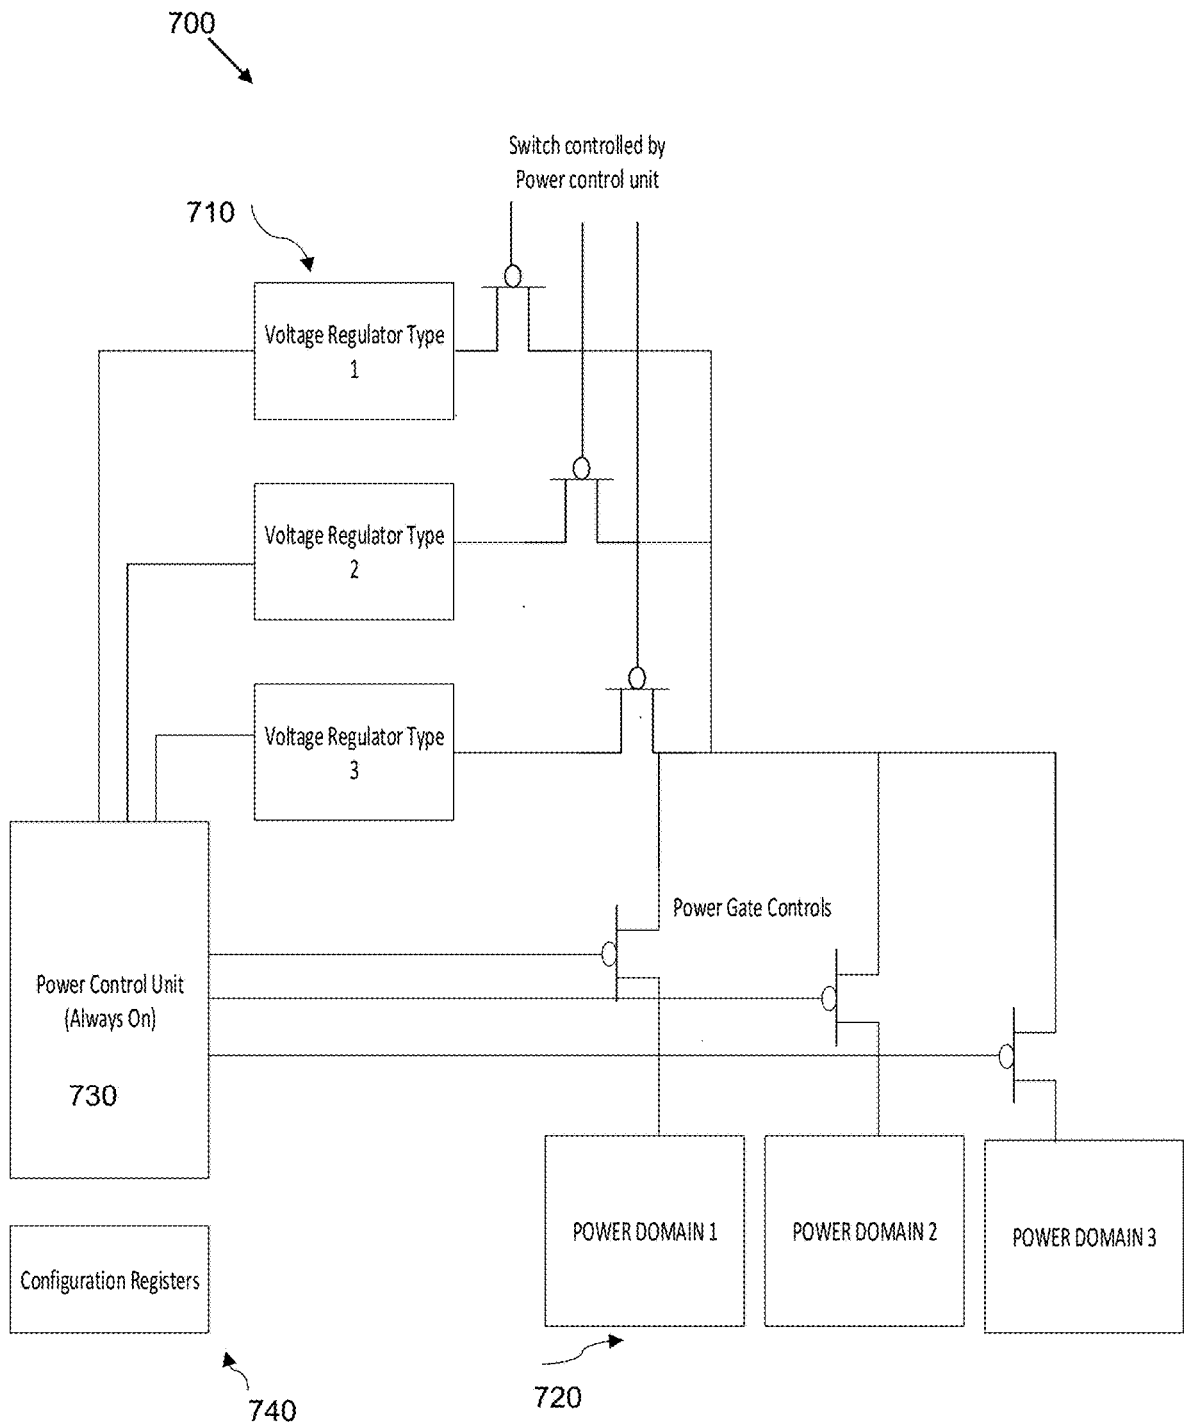 700
Switch controlled by
Power control unit
710
Voltage Regulator Type
1
Voltage Regulator Type
2
Voltage Regulator Type
3
Power Gate Controls
Power Control Unit
(Always On)
730
POWER DOMAIN 1
POWER DOMAIN 2
POWER DOMAIN 3
Configuration Registers
720
740